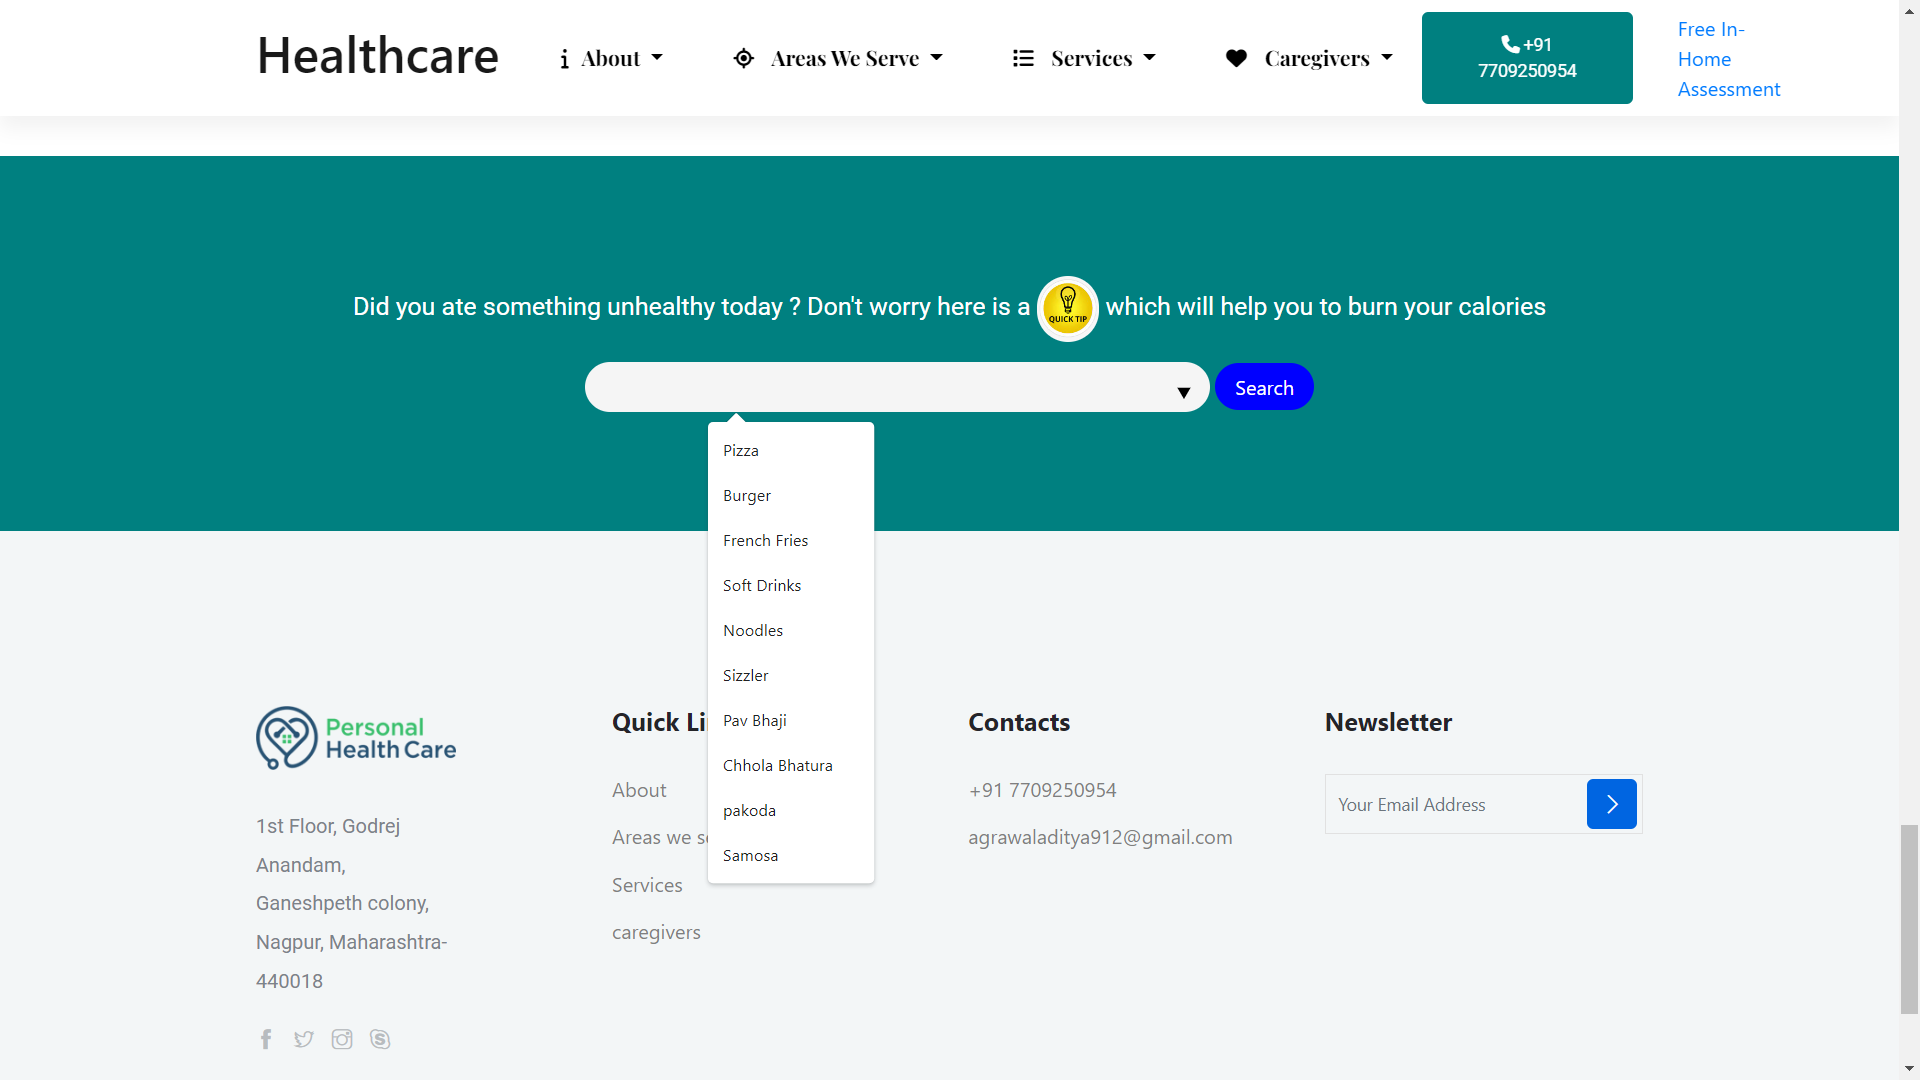 Healthcare
About
Areas We Serve
Services
Caregivers
+91
7709250954
Free In-
Home
Assessment
Did you ate something unhealthy today ? Don't worry here is a QUICK TIP which will help you to burn your calories
Search
Pizza
Burger
French Fries
Soft Drinks
Noodles
Sizzler
Pav Bhaji
Chhola Bhatura
pakoda
Samosa
Personal
Health Care
1st Floor, Godrej
Anandam,
Ganeshpeth colony,
Nagpur, Maharashtra-
440018
Quick Li
About
Areas we s
Services
caregivers
Contacts
+91 7709250954
agrawaladitya912@gmail.com
Newsletter
Your Email Address